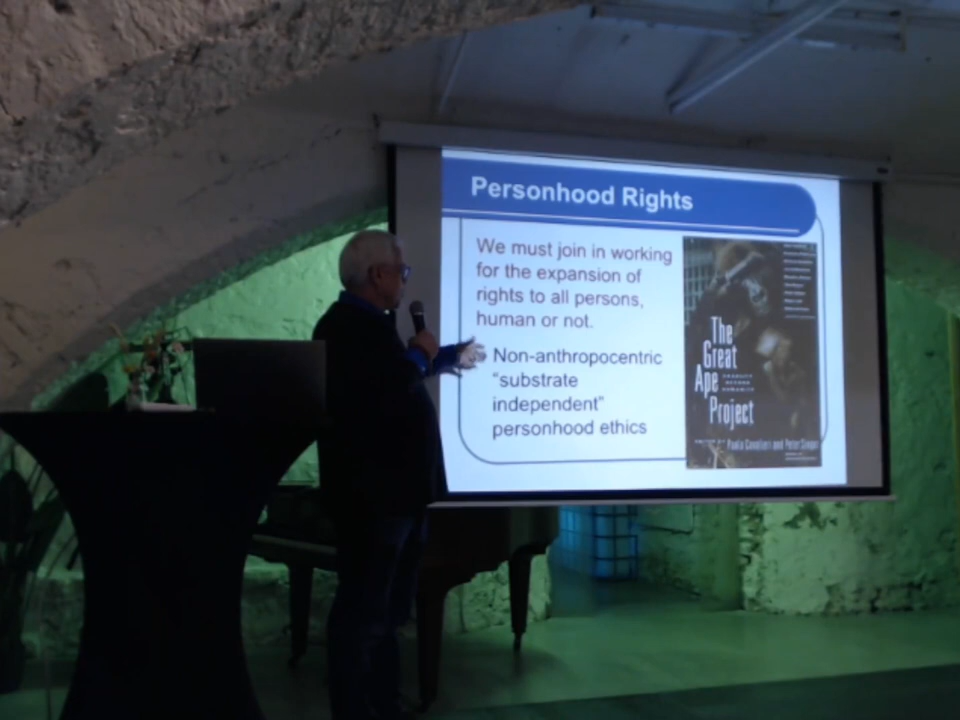 Personhood Rights
We must join in working
for the expansion of
rights to all persons,
human or not.
Non-anthropocentric
“substrate
independent”
personhood ethics
The
Great
Ape
Project
Paola Cavalieri and Peter Singer